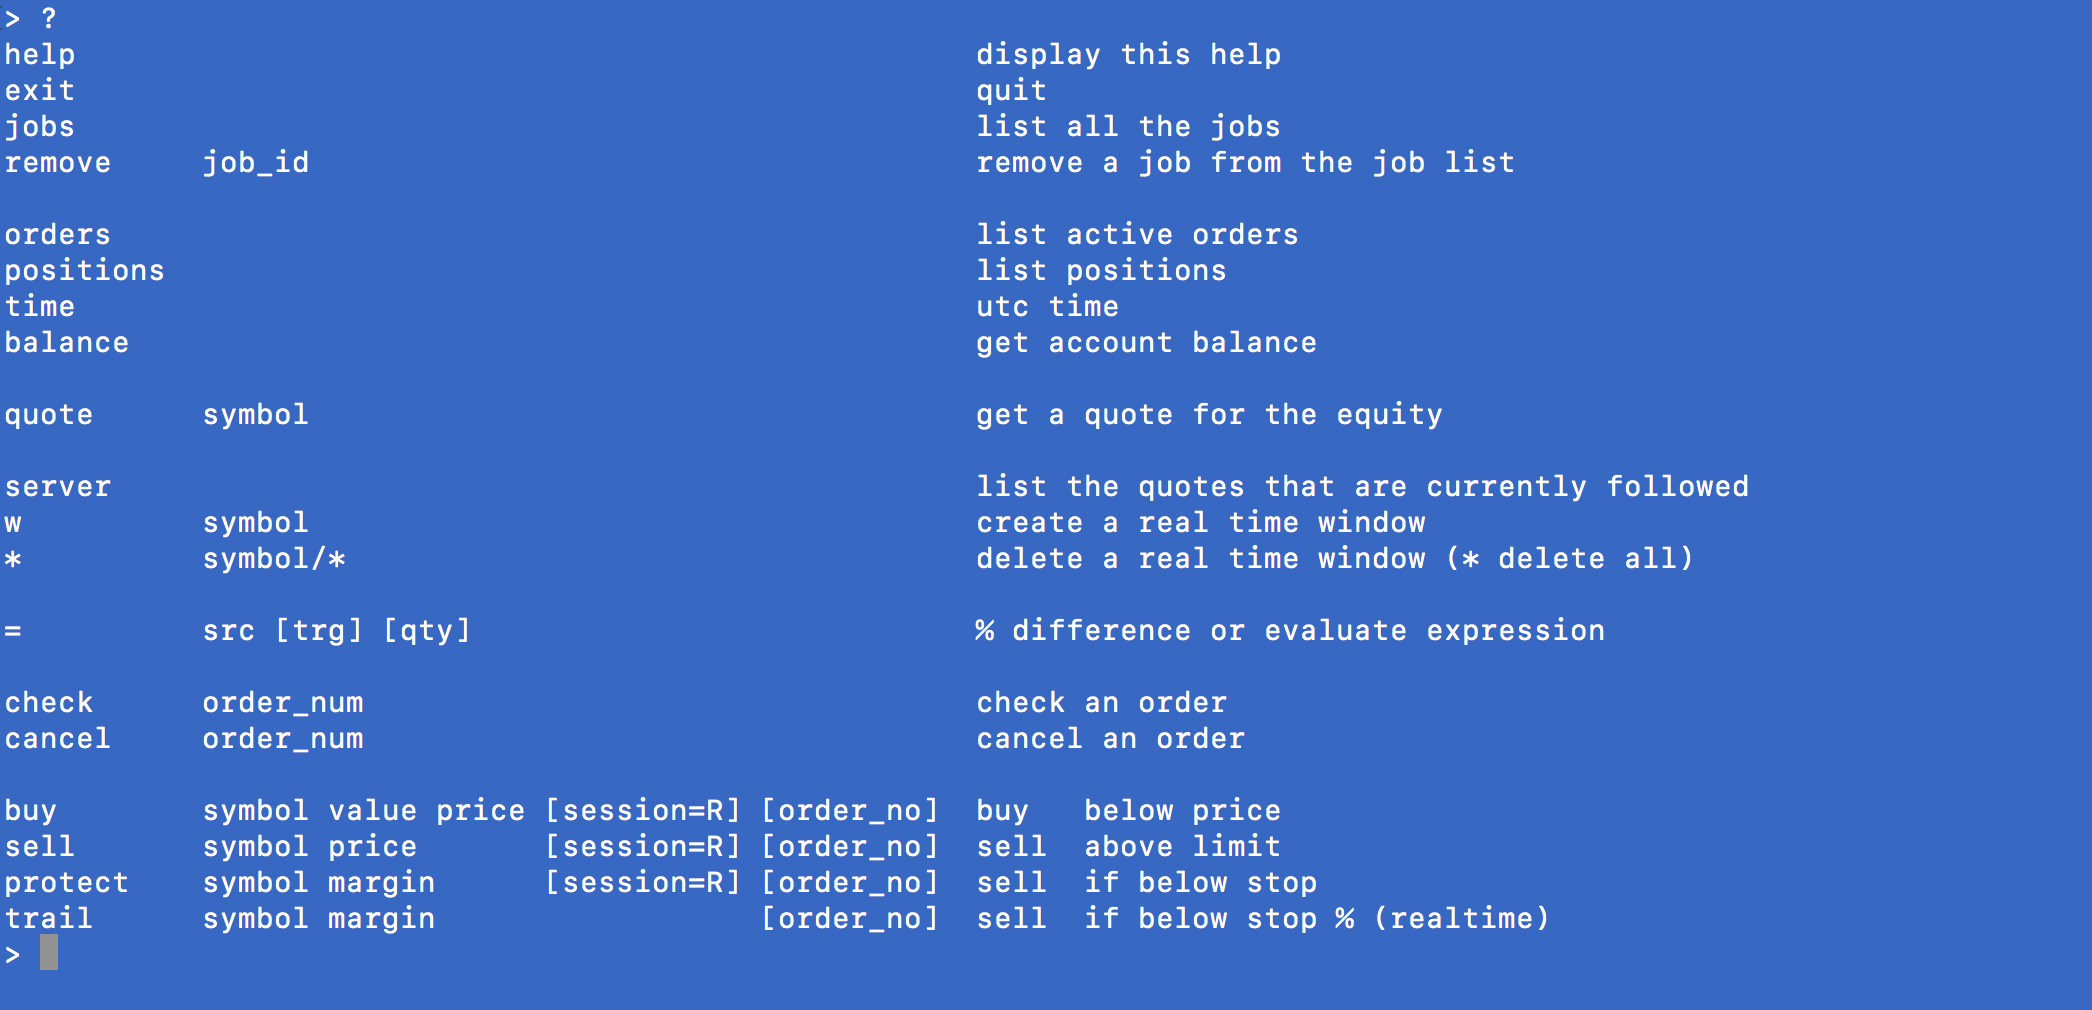 > ?
help                                                  display this help
exit                                                  quit
jobs                                                  list all the jobs
remove     job_id                                     remove a job from the job list
orders                                                list active orders
positions                                             list positions
time                                                  utc time
balance                                               get account balance
quote      symbol                                     get a quote for the equity
server                                                list the quotes that are currently followed
w          symbol                                     create a real time window
*          symbol/*                                   delete a real time window (* delete all)
=          src [trg] [qty]                            % difference or evaluate expression
check      order_num                                  check an order
cancel     order_num                                  cancel an order
buy        symbol value price [session=R] [order_no]  buy   below price
sell       symbol price       [session=R] [order_no]  sell  above limit
protect    symbol margin      [session=R] [order_no]  sell  if below stop
trail      symbol margin                  [order_no]  sell  if below stop % (realtime)
>